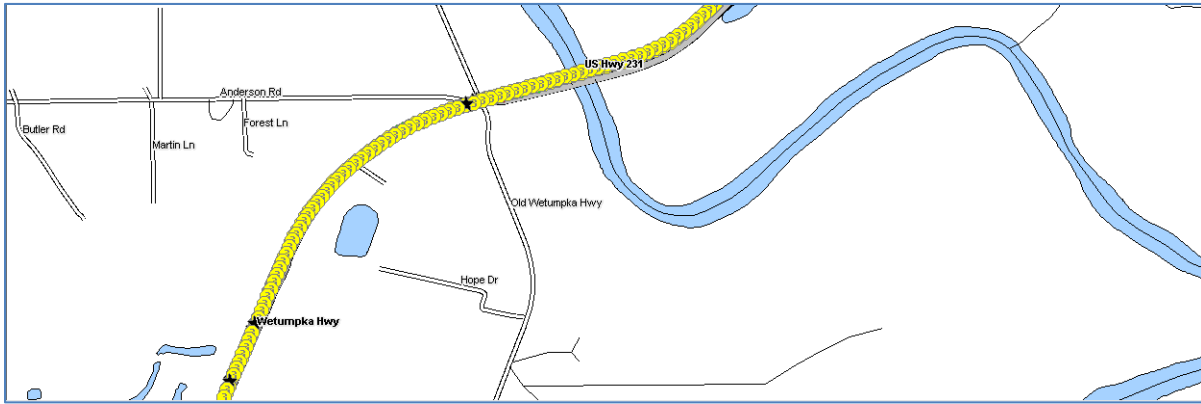 US Hwy 231
Anderson Rd
Forest Ln
Butler Rd
Martin Ln
Old Wetumpka Hwy
Hope Dr
Wetumpka Hwy